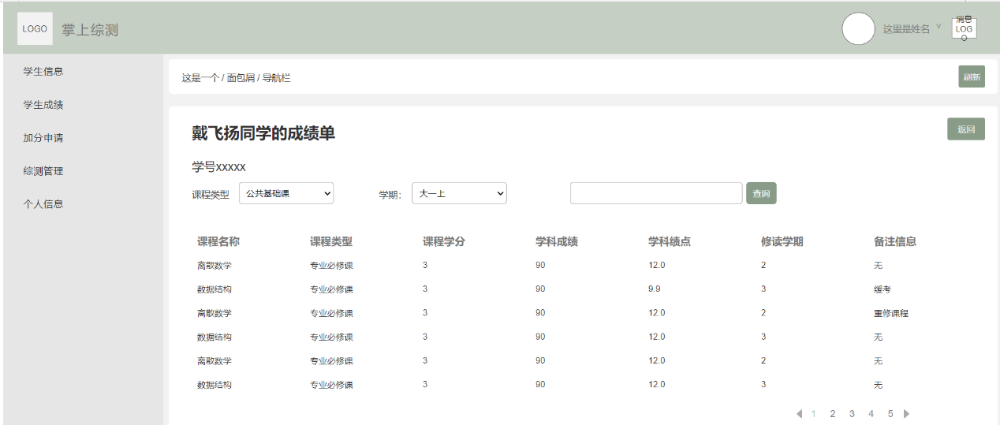 LOGO 掌上综测 这里是姓名 ∨ 消息
LOG
O
学生信息
学生成绩
加分申请
综测管理
个人信息
这是一个 / 面包屑 / 导航栏 刷新
戴飞扬同学的成绩单 返回
学号xxxxx
课程类型 公共基础课 学期： 大一上 查询
课程名称 课程类型 课程学分 学科成绩 学科绩点 修读学期 备注信息
离散数学 专业必修课 3 90 12.0 2 无
数据结构 专业必修课 3 90 9.9 3 缓考
离散数学 专业必修课 3 90 12.0 2 重修课程
数据结构 专业必修课 3 90 12.0 3 无
离散数学 专业必修课 3 90 12.0 2 无
数据结构 专业必修课 3 90 12.0 3 无
1 2 3 4 5